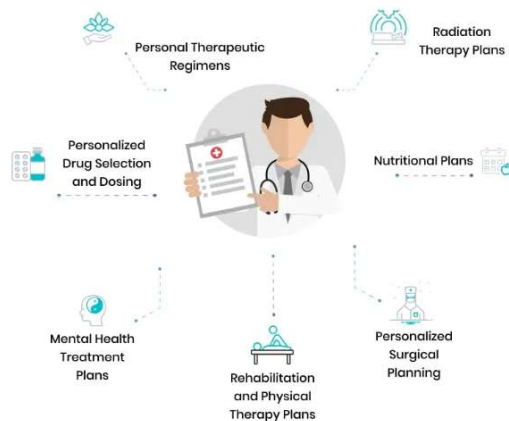 Personal Therapeutic
Regimens
Radiation
Therapy Plans
Personalized
Drug Selection
and Dosing
Nutritional Plans
Mental Health
Treatment
Plans
Rehabilitation
and Physical
Therapy Plans
Personalized
Surgical
Planning